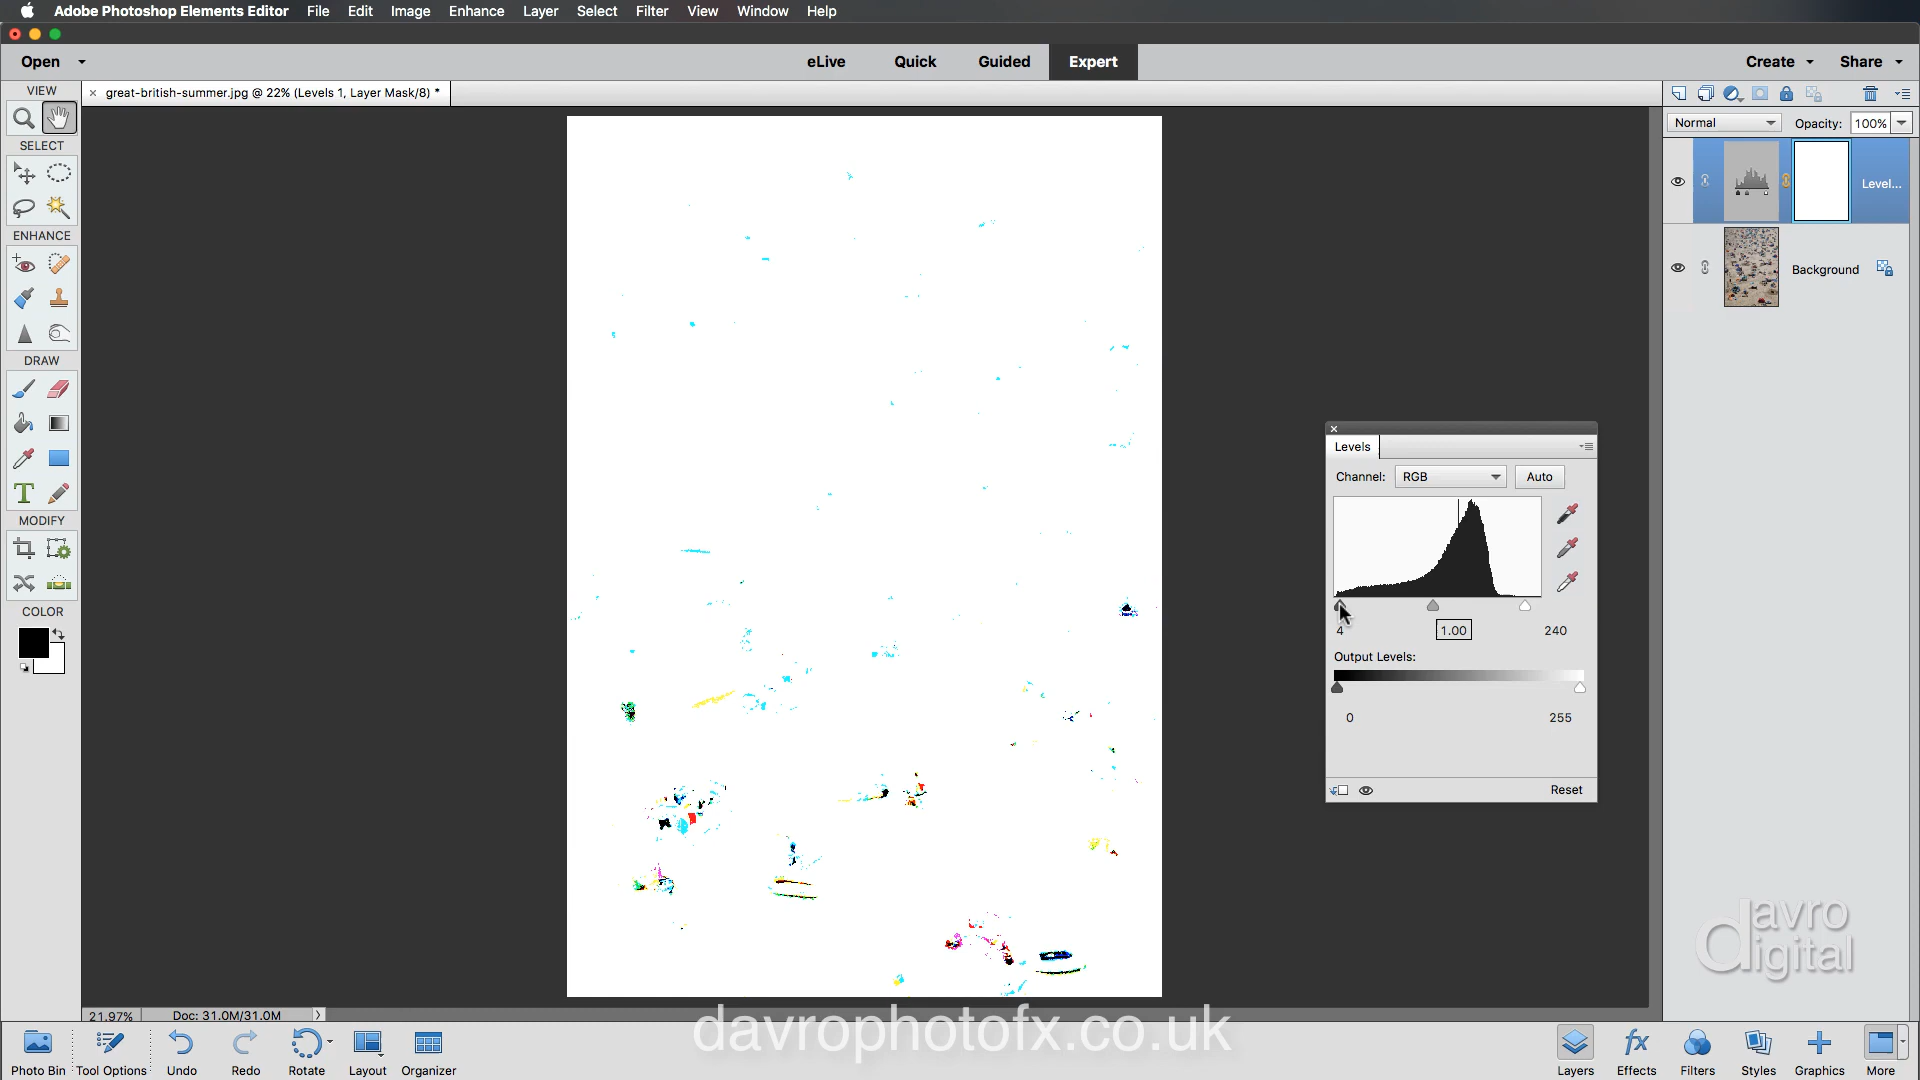 Adobe Photoshop Elements Editor File Edit Image Enhance Layer Select Filter View Window Help
Open eLive Quick Guided Expert Create Share
VIEW
× great-british-summer.jpg @ 22% (Levels 1, Layer Mask/8) *
Normal Opacity: 100%
SELECT
Level...
ENHANCE
Background
DRAW
Levels
Channel: RGB Auto
T
MODIFY
COLOR
4 1.00 240
Output Levels:
0 255
Reset
davro
digital
21.97% Doc: 31.0M/31.0M
davrophotofx.co.uk
fx
Photo Bin Tool Options Undo Redo Rotate Layout Organizer Layers Effects Filters Styles Graphics More